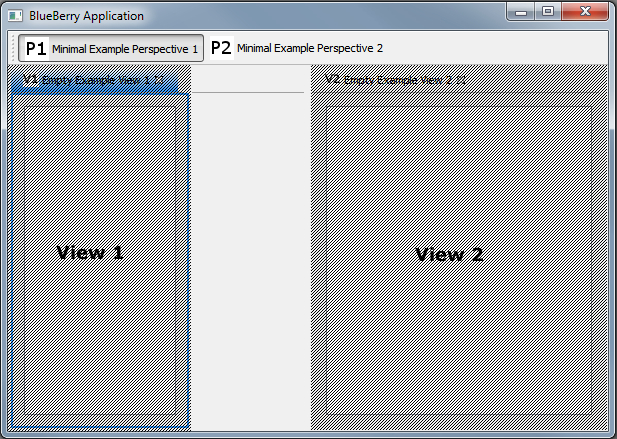 BlueBerry Application
P1 Minimal Example Perspective 1 P2 Minimal Example Perspective 2
V1 Empty Example View 1 V2 Empty Example View 2
View 1 View 2